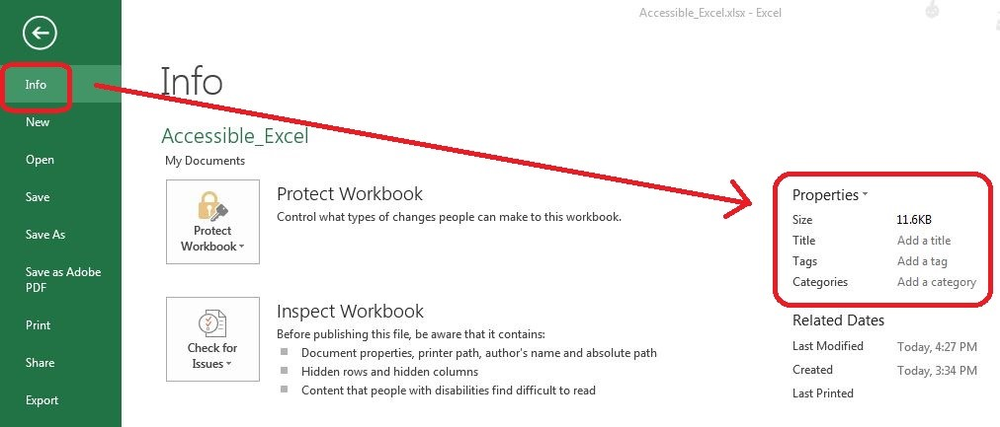 Accessible_Excel.xlsx - Excel
Info
New
Open
Save
Save As
Save as Adobe
PDF
Print
Share
Export
Info
Accessible_Excel
My Documents
Protect
Workbook
Protect Workbook
Control what types of changes people can make to this workbook.
Check for
Issues
Inspect Workbook
Before publishing this file, be aware that it contains:
Document properties, printer path, author's name and absolute path
Hidden rows and hidden columns
Content that people with disabilities find difficult to read
Properties
Size 11.6KB
Title Add a title
Tags Add a tag
Categories Add a category
Related Dates
Last Modified Today, 4:27 PM
Created Today, 3:34 PM
Last Printed